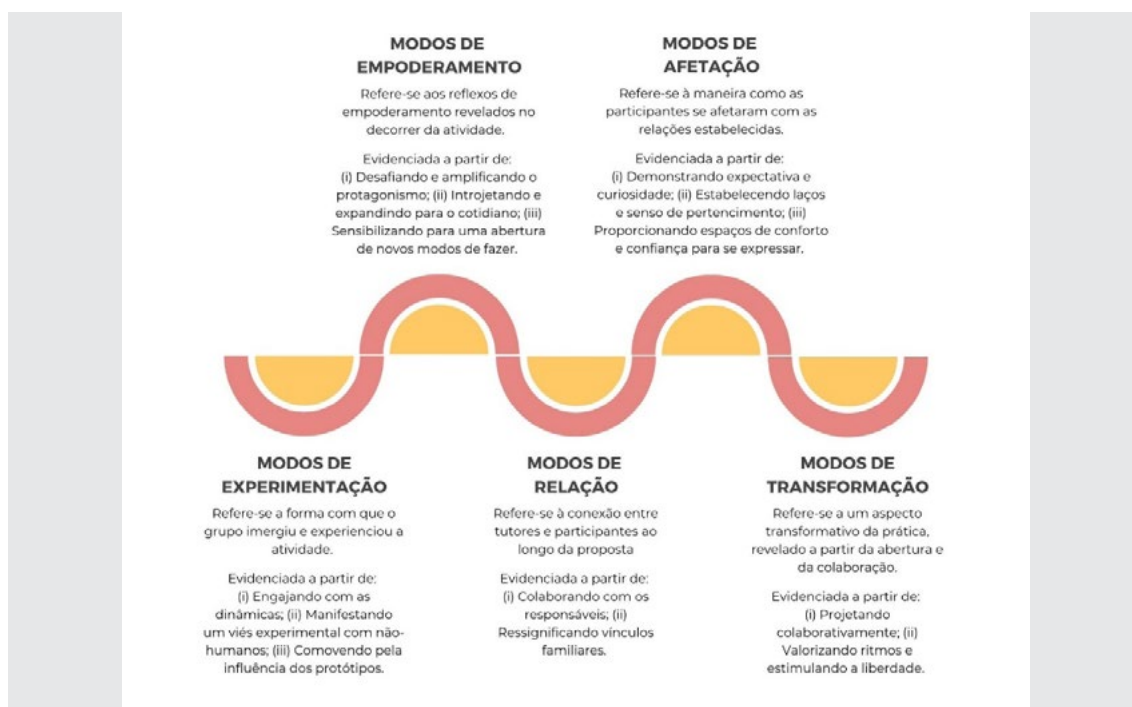 MODOS DE
EMPODERAMENTO
Refere-se aos reflexos de
empoderamento revelados no
decorrer da atividade.
Evidenciada a partir de:
(i) Desafiando e amplificando o
protagonismo; (ii) Introjetando e
expandindo para o cotidiano; (iii)
Sensibilizando para uma abertura
de novos modos de fazer.
MODOS DE
AFETAÇÃO
Refere-se à maneira como as
participantes se afetaram com as
relações estabelecidas.
Evidenciada a partir de:
(i) Demonstrando expectativa e
curiosidade; (ii) Estabelecendo laços
e senso de pertencimento; (iii)
Proporcionando espaços de conforto
e confiança para se expressar.
MODOS DE
EXPERIMENTAÇÃO
Refere-se a forma com que o
grupo imergiu e experienciou a
atividade.
Evidenciada a partir de:
(i) Engajando com as
dinâmicas; (ii) Manifestando
um viés experimental com não-
humanos; (iii) Comovendo pela
influência dos protótipos.
MODOS DE
RELAÇÃO
Refere-se à conexão entre
tutores e participantes ao
longo da proposta
Evidenciada a partir de:
(i) Colaborando com os
responsáveis; (ii)
Ressignificando vínculos
familiares.
MODOS DE
TRANSFORMAÇÃO
Refere-se a um aspecto
transformativo da prática,
revelado a partir da abertura e
da colaboração.
Evidenciada a partir de:
(i) Projetando
colaborativamente; (ii)
Valorizando ritmos e
estimulando a liberdade.